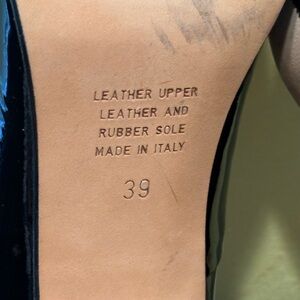 LEATHER UPPER
LEATHER AND
RUBBER SOLE
MADE IN ITALY
39